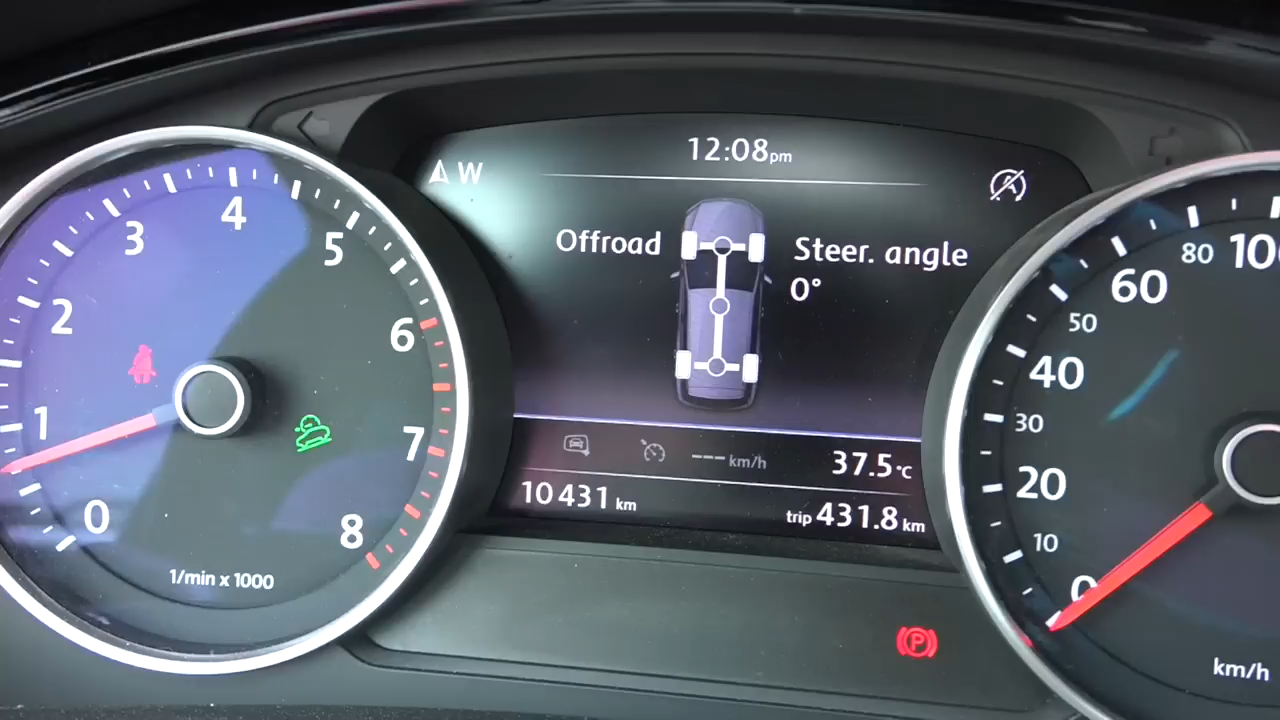 12:08pm
W
Offroad
Steer. angle
0°
--- km/h
37.5°C
10431 km
trip 431.8 km
0
1
2
3
4
5
6
7
8
1/min x 1000
0
10
20
30
40
50
60
80
100
km/h
P